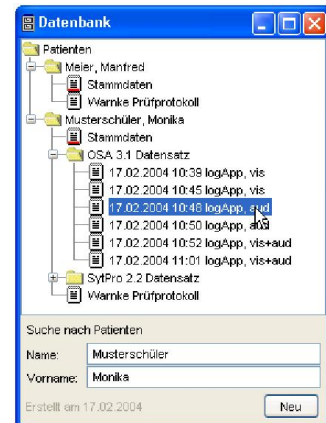 Datenbank
Patienten
Meier, Manfred
Stammdaten
Warnke Prüfprotokoll
Musterschüler, Monika
Stammdaten
OSA 3.1 Datensatz
17.02.2004 10:39 logApp, vis
17.02.2004 10:45 logApp, vis
17.02.2004 10:48 logApp, aud
17.02.2004 10:50 logApp, aud
17.02.2004 10:52 logApp, vis+aud
17.02.2004 11:01 logApp, vis+aud
SytPro 2.2 Datensatz
Warnke Prüfprotokoll
Suche nach Patienten
Name: Musterschüler
Vorname: Monika
Erstellt am 17.02.2004 Neu